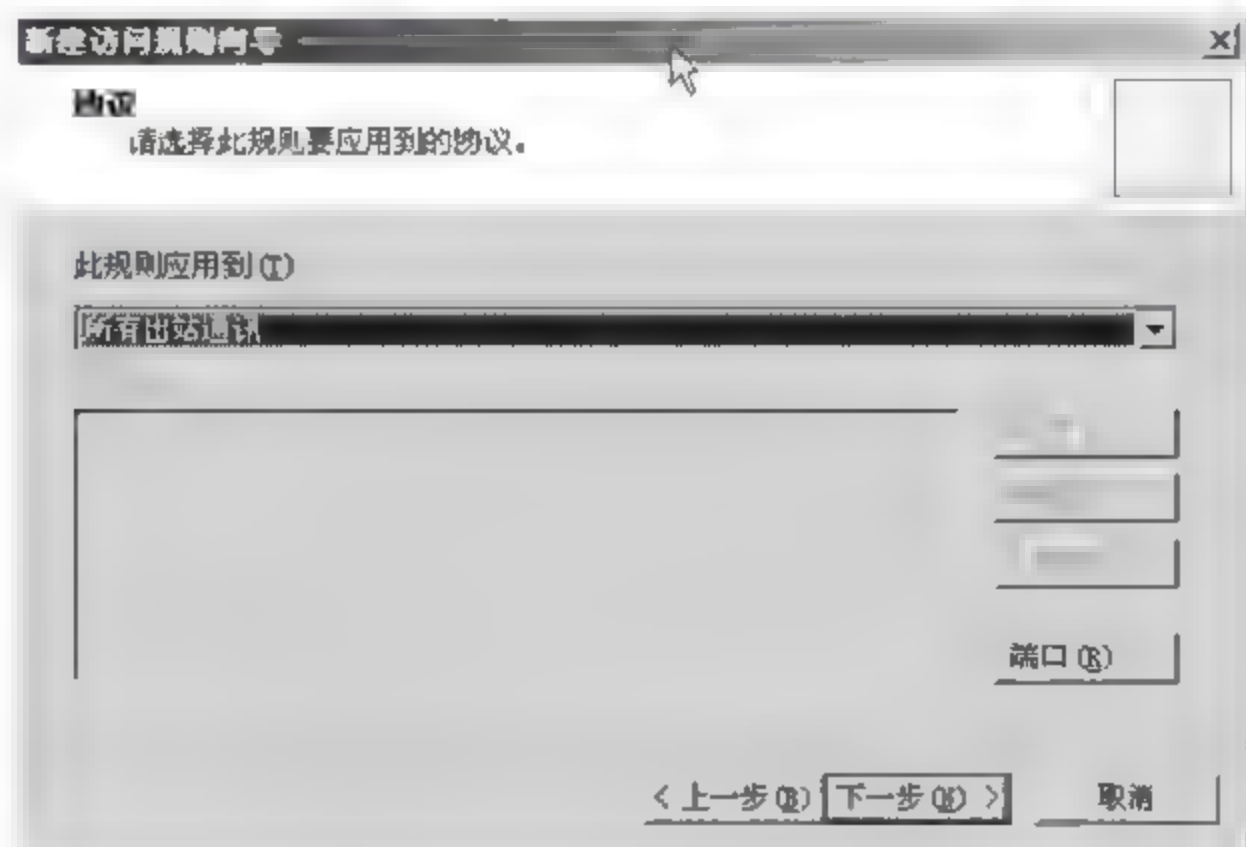 新建访问规则向导
协议
请选择此规则要应用到的协议。
此规则应用到(T)
所有出站通讯
端口(R)
< 上一步(B)
下一步(N) >
取消